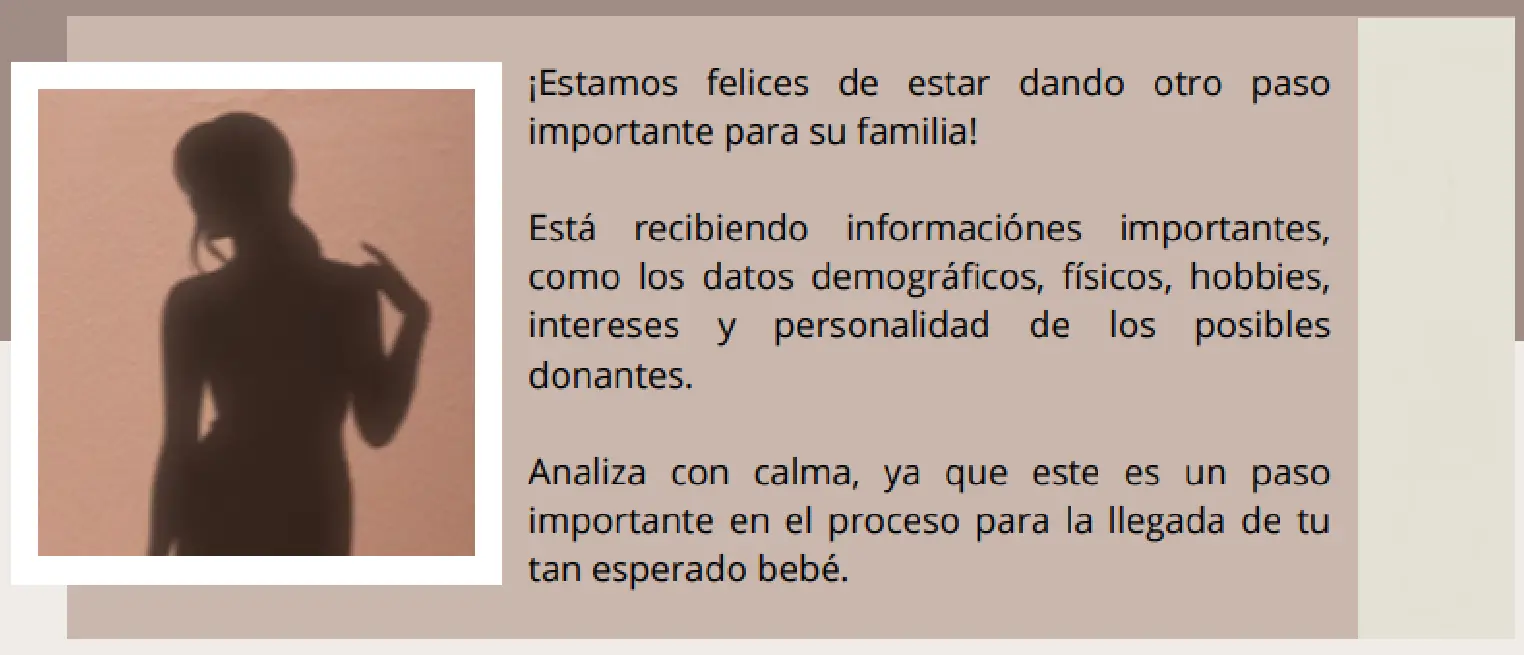 ¡Estamos felices de estar dando otro paso
importante para su familia!
Está recibiendo informaciónes importantes,
como los datos demográficos, físicos, hobbies,
intereses y personalidad de los posibles
donantes.
Analiza con calma, ya que este es un paso
importante en el proceso para la llegada de tu
tan esperado bebé.